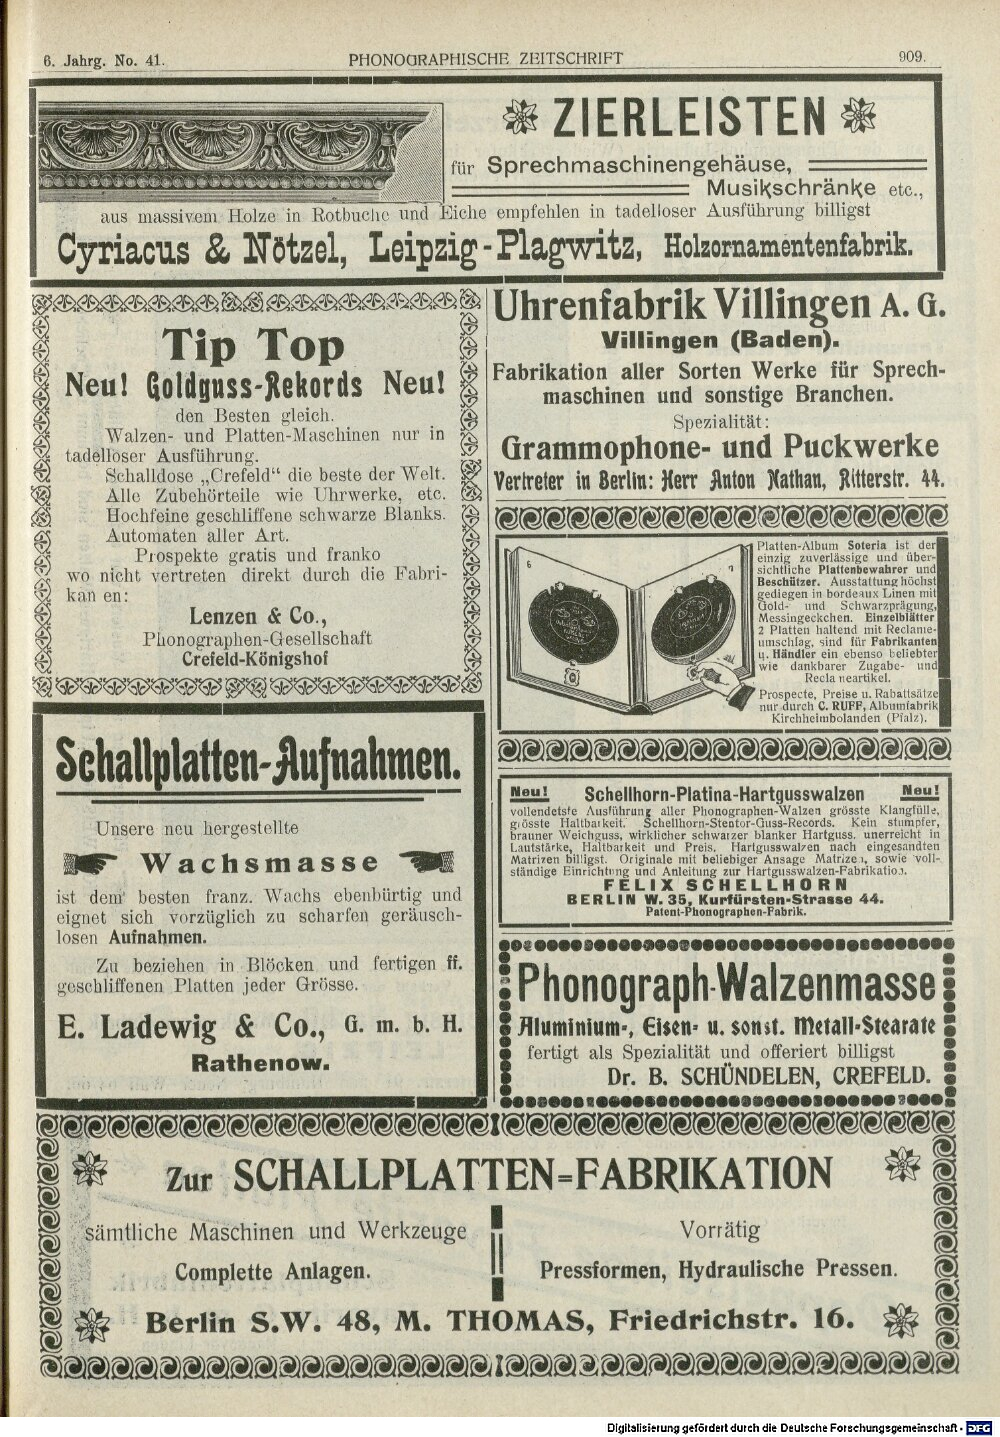 6. Jahrg. No. 41.
PHONOGRAPHISCHE ZEITSCHRIFT
909.
ZIERLEISTEN
für Sprechmaschinengehäuse,
Musikschränke etc.,
aus massivem Holze in Rotbuche und Eiche empfehlen in tadelloser Ausführung billigst
Cyriacus & Nötzel, Leipzig-Plagwitz, Holzornamentenfabrik.
Tip Top
Neu! Goldguss-Rekords Neu!
den Besten gleich.
Walzen- und Platten-Maschinen nur in
tadelloser Ausführung.
Schalldose „Crefeld“ die beste der Welt.
Alle Zubehörteile wie Uhrwerke, etc.
Hochfeine geschliffene schwarze Blanks.
Automaten aller Art.
Prospekte gratis und franko
wo nicht vertreten direkt durch die Fabri-
kanten:
Lenzen & Co.,
Phonographen-Gesellschaft
Crefeld-Königshof
Uhrenfabrik Villingen A. G.
Villingen (Baden).
Fabrikation aller Sorten Werke für Sprech-
maschinen und sonstige Branchen.
Spezialität:
Grammophone- und Puckwerke
Vertreter in Berlin: Herr Anton Nathan, Ritterstr. 44.
6
7
Platten-Album Soteria ist der
einzig zuverlässige und über-
sichtliche Plattenbewahrer und
Beschützer. Ausstattung höchst
gediegen in bordeaux Linen mit
Gold- und Schwarzprägung,
Messingeckchen. Einzelblätter
2 Platten haltend mit Reclame-
umschlag, sind für Fabrikanten
u. Händler ein ebenso beliebter
wie dankbarer Zugabe- und
Reclameartikel.
Prospecte, Preise u. Rabattsätze
nur durch C. RUFF, Albumfabrik
Kirchheimbolanden (Pfalz).
Schallplatten-Aufnahmen.
Unsere neu hergestellte
Wachsmasse
ist dem besten franz. Wachs ebenbürtig und
eignet sich vorzüglich zu scharfen geräusch-
losen Aufnahmen.
Zu beziehen in Blöcken und fertigen ff.
geschliffenen Platten jeder Grösse.
E. Ladewig & Co., G. m. b. H.
Rathenow.
Neu! Schellhorn-Platina-Hartgusswalzen Neu!
vollendetste Ausführung aller Phonographen-Walzen grösste Klangfülle,
grösste Haltbarkeit. Schellhorn-Stentor-Guss-Records. Kein stumpfer,
brauner Weichguss, wirklicher schwarzer blanker Hartguss. unerreicht in
Lautstärke, Haltbarkeit und Preis. Hartgusswalzen nach eingesandten
Matrizen billigst. Originale mit beliebiger Ansage Matrizen, sowie voll-
ständige Einrichtung und Anleitung zur Hartgusswalzen-Fabrikation.
FELIX SCHELLHORN
BERLIN W. 35, Kurfürsten-Strasse 44.
Patent-Phonographen-Fabrik.
Phonograph-Walzenmasse
Aluminium-, Eisen- u. sonst. Metall-Stearate
fertigt als Spezialität und offeriert billigst
Dr. B. SCHÜNDELEN, CREFELD.
Zur SCHALLPLATTEN=FABRIKATION
sämtliche Maschinen und Werkzeuge
Complette Anlagen.
Vorrätig
Pressformen, Hydraulische Pressen.
Berlin S.W. 48, M. THOMAS, Friedrichstr. 16.
Digitalisierung gefördert durch die Deutsche Forschungsgemeinschaft - DFG